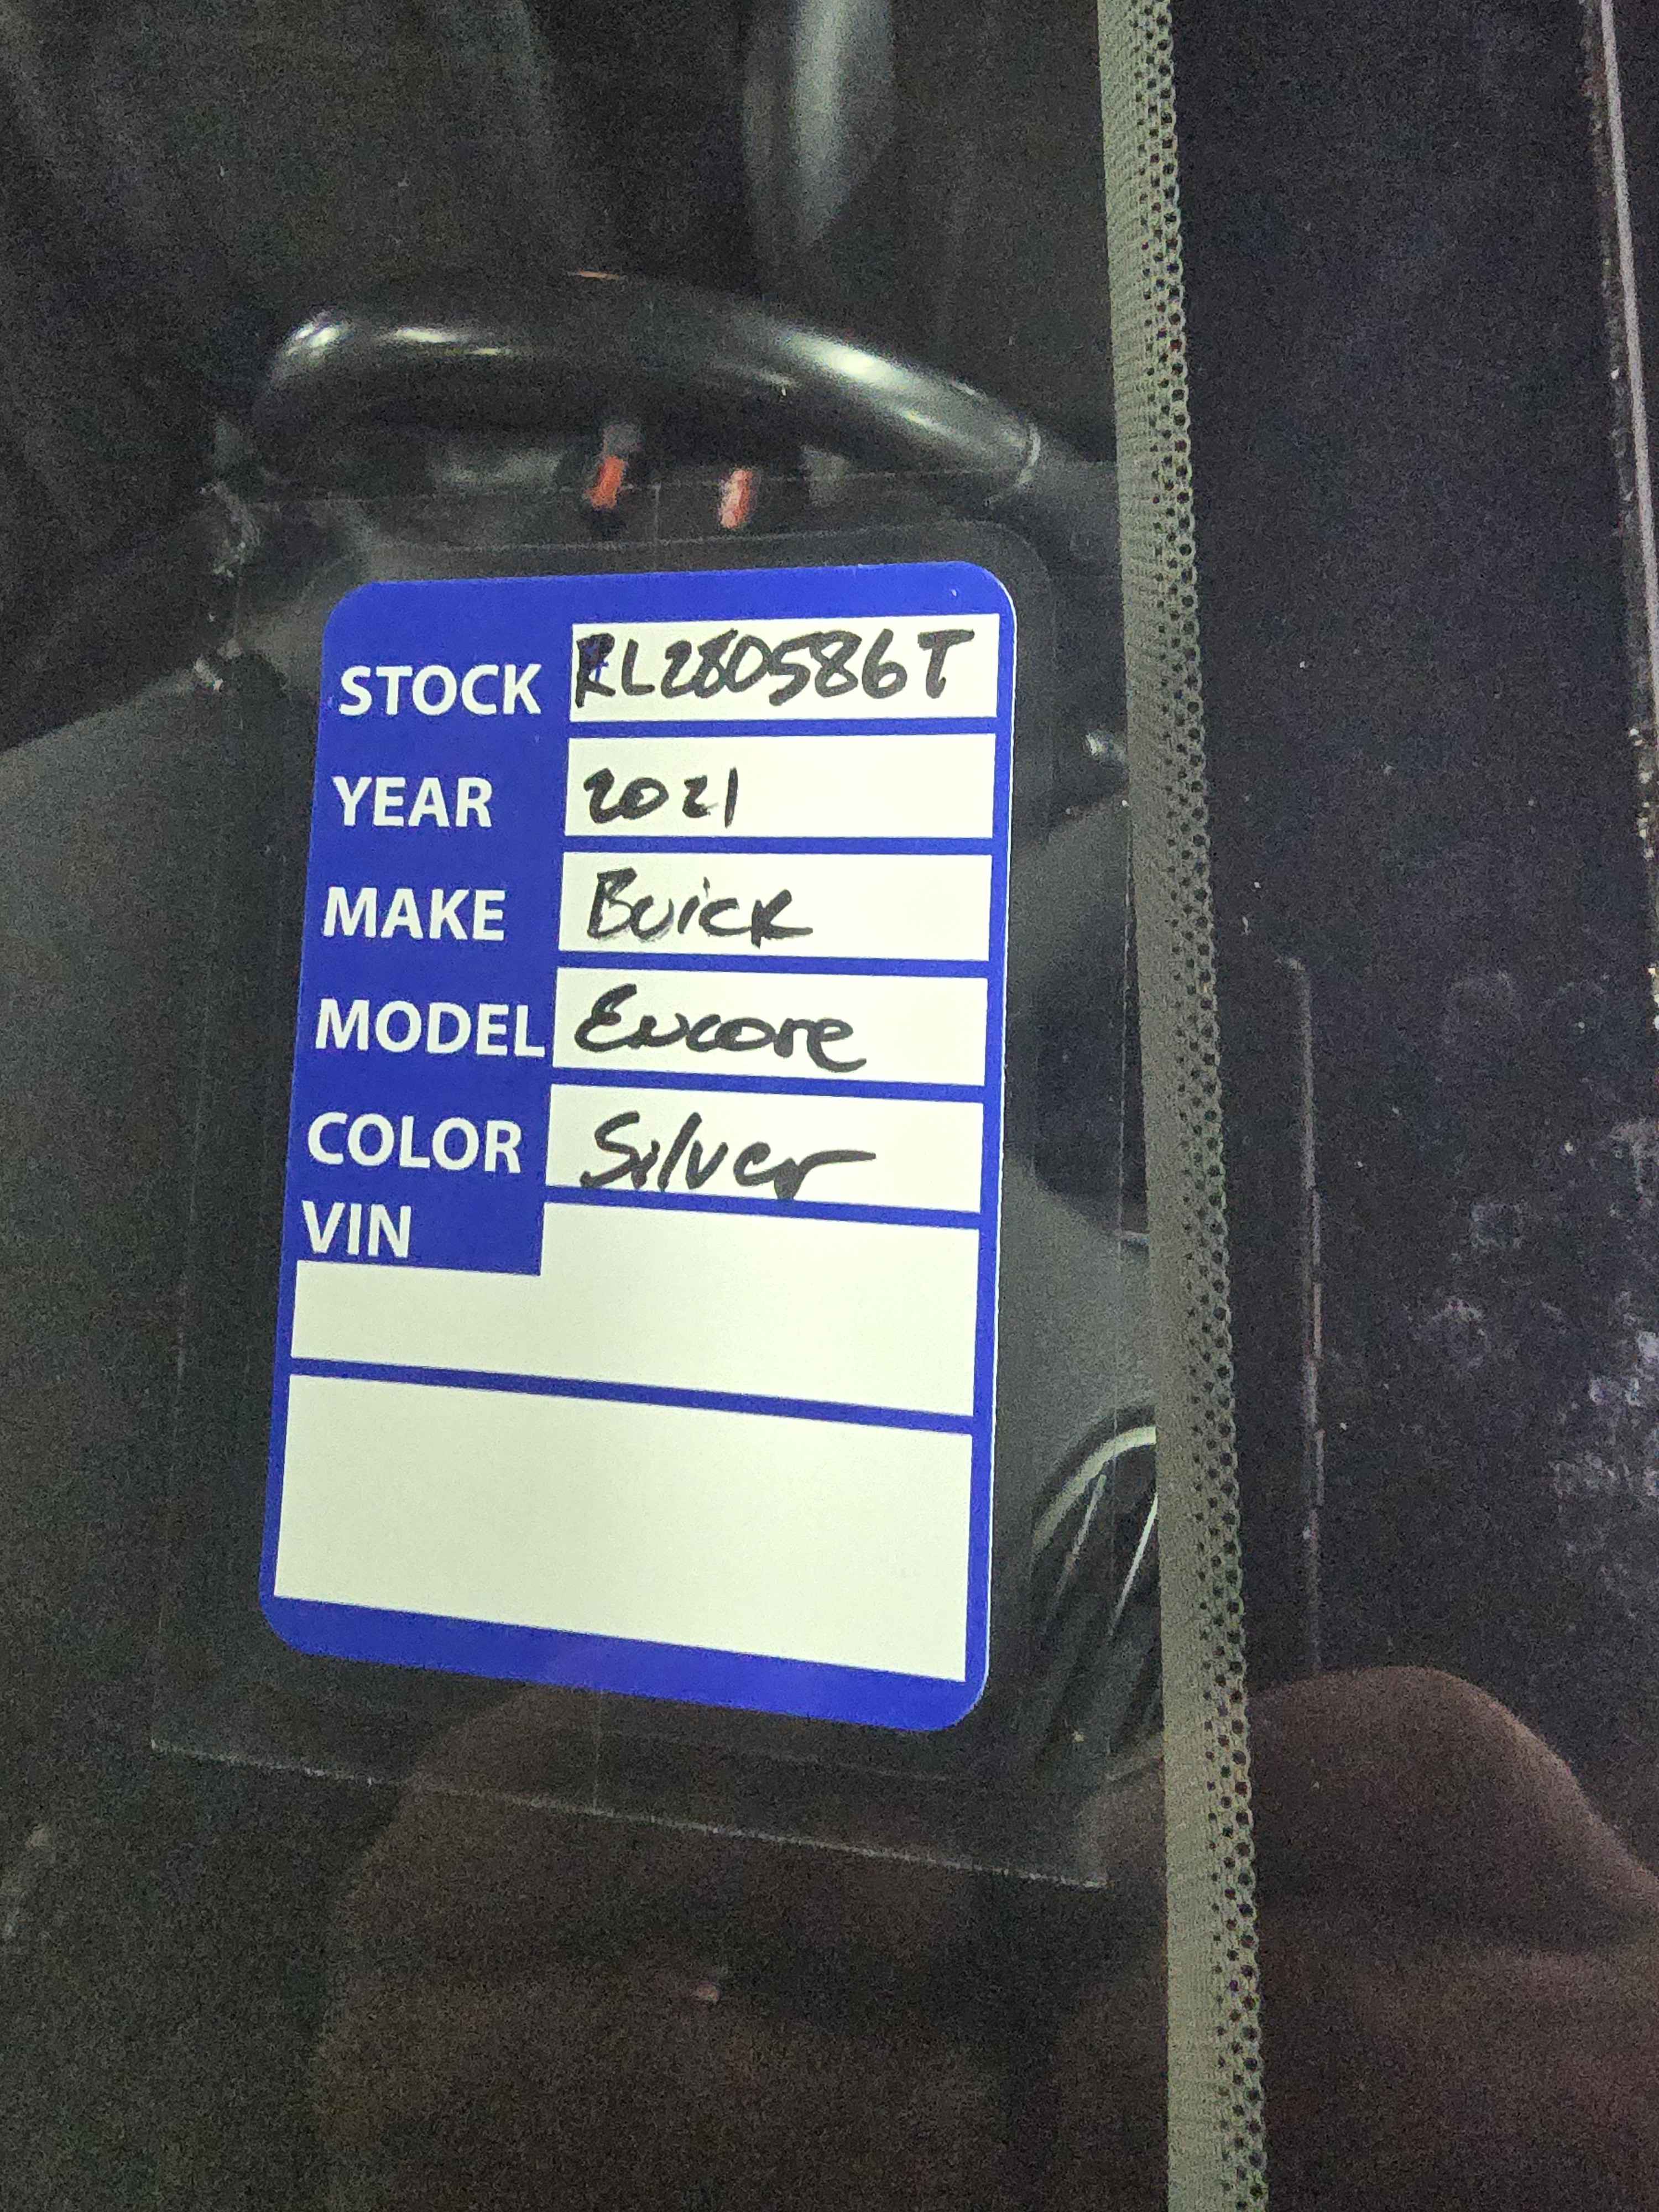 STOCK RL280586T
YEAR 2021
MAKE Buick
MODEL Encore
COLOR Silver
VIN